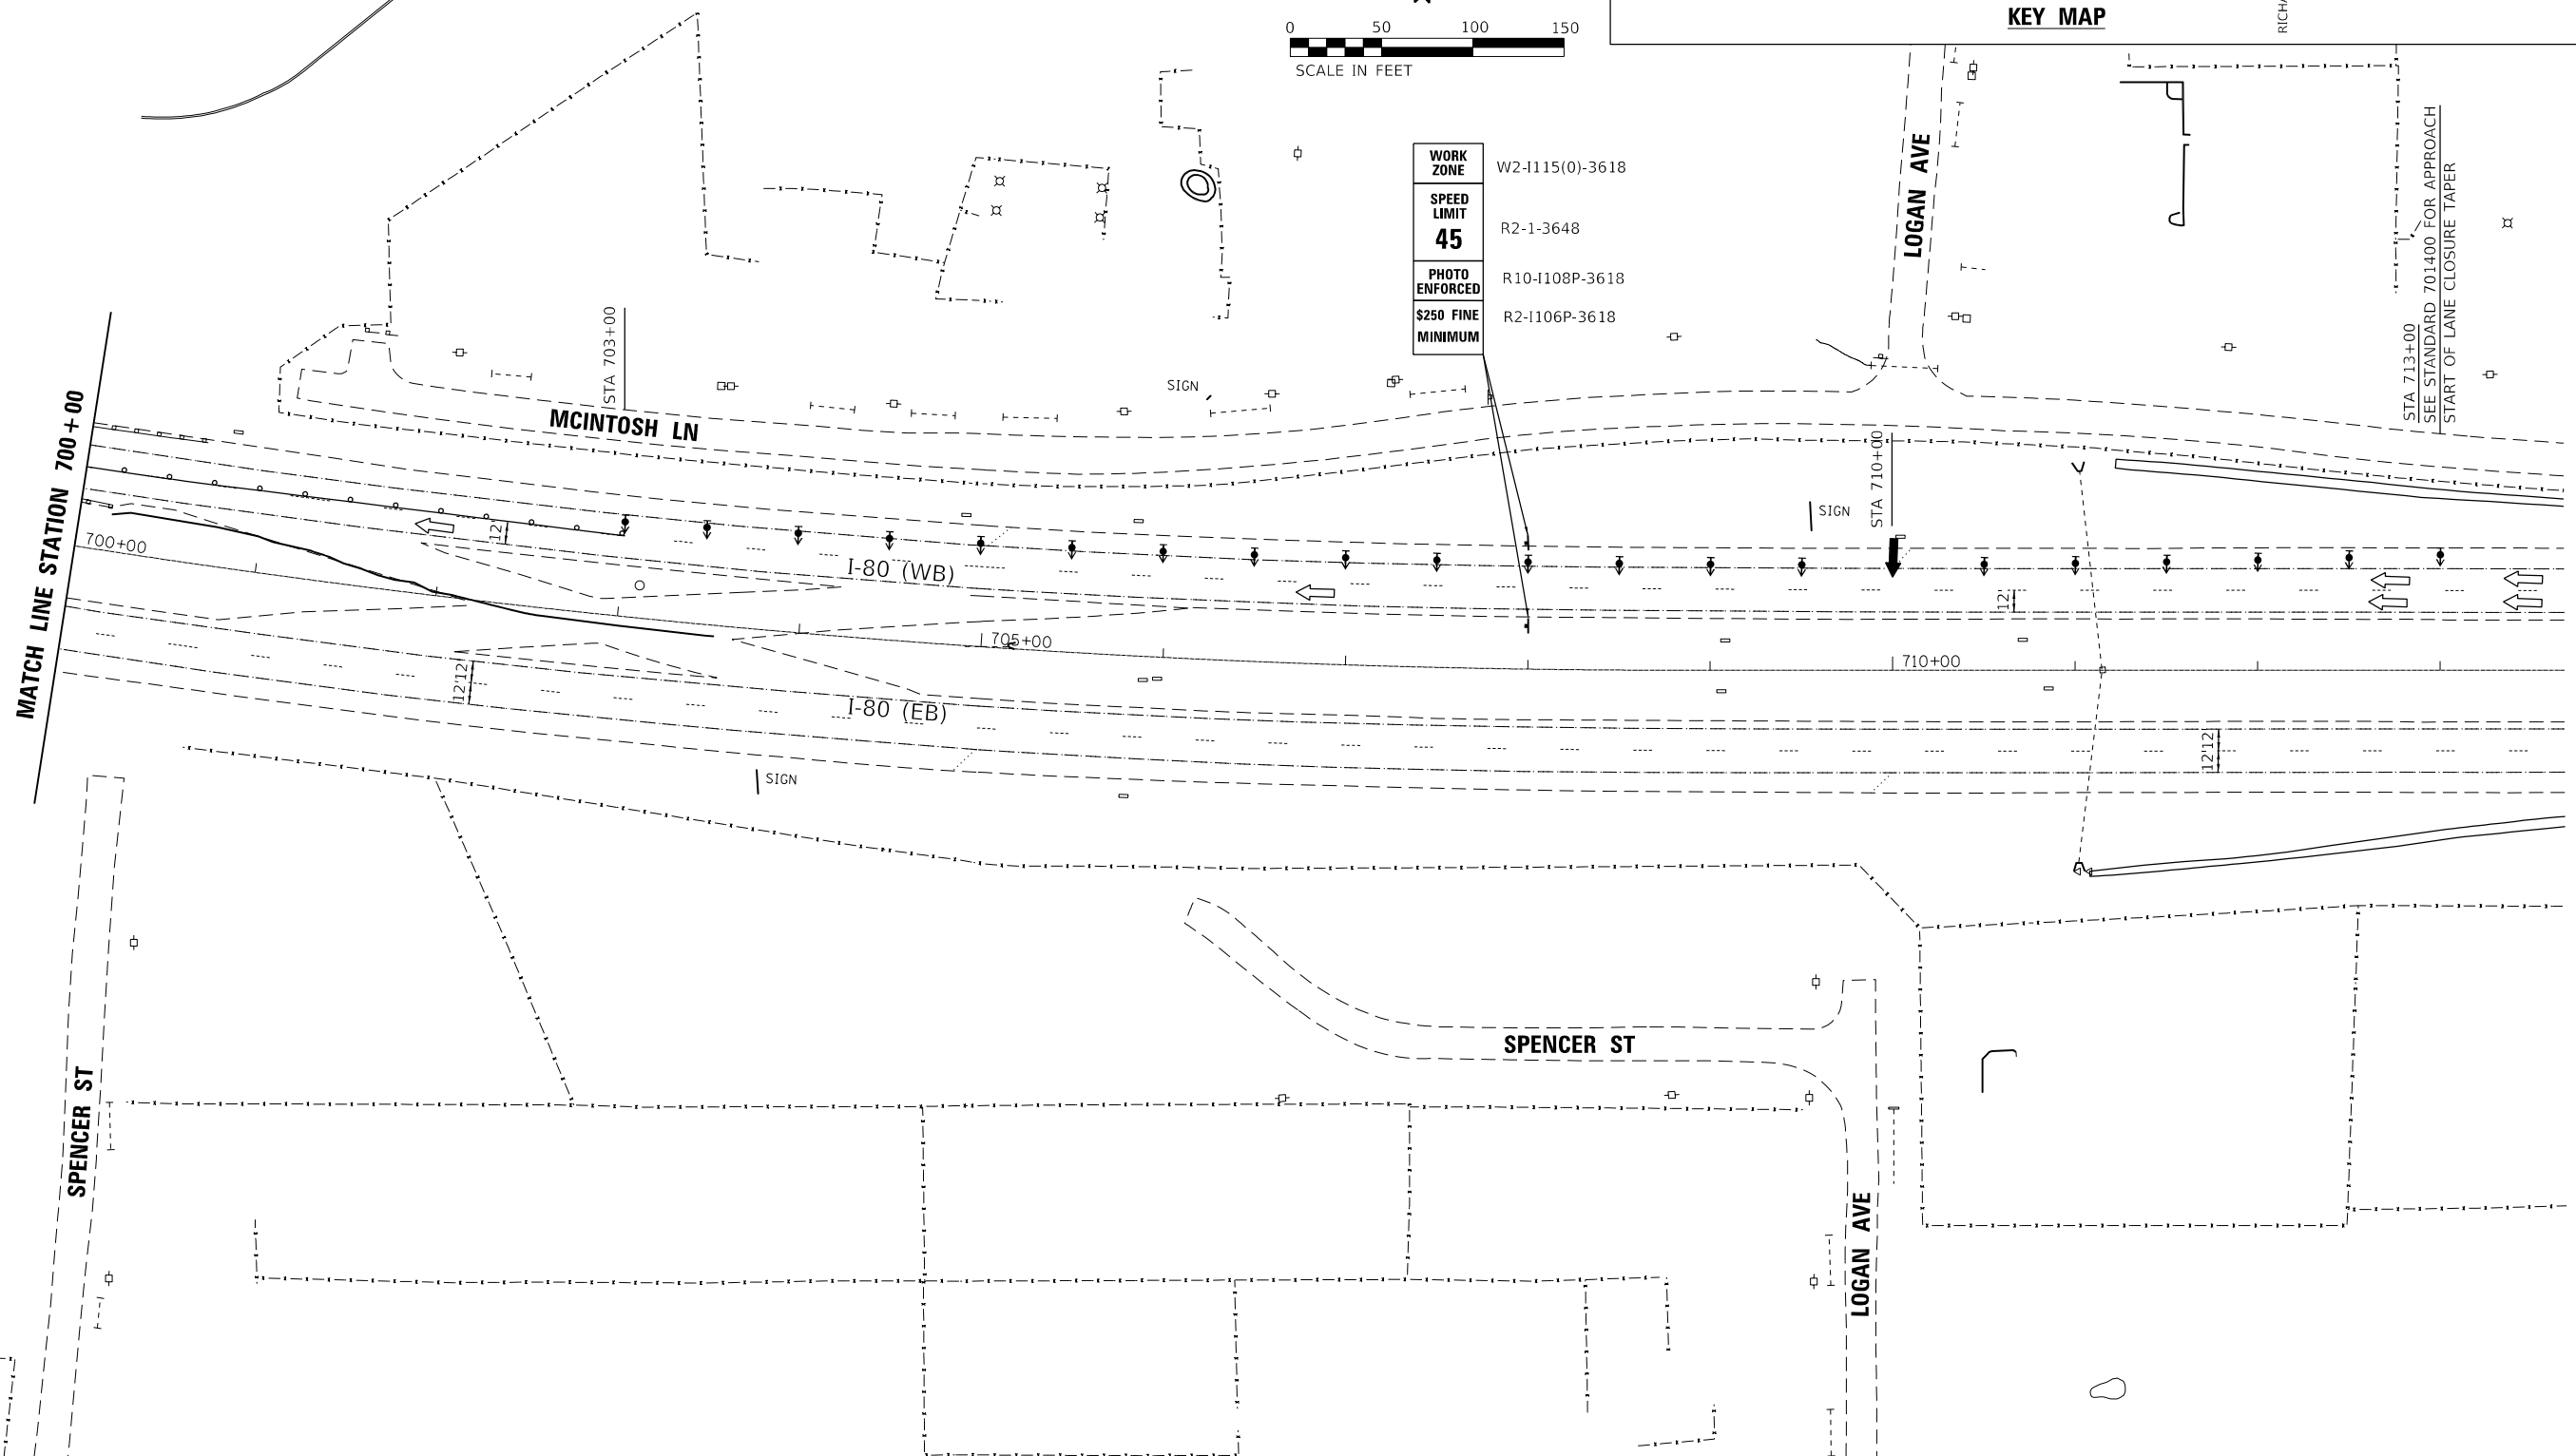 0 50 100 150
SCALE IN FEET
KEY MAP
WORK
ZONE
W2-I115(0)-3618
SPEED
LIMIT
45
R2-1-3648
PHOTO
ENFORCED
R10-I108P-3618
$250 FINE
MINIMUM
R2-I106P-3618
LOGAN AVE
STA 713+00
SEE STANDARD 701400 FOR APPROACH
START OF LANE CLOSURE TAPER
STA 703+00
MCINTOSH LN
SIGN
STA 710+00
SIGN
MATCH LINE STATION 700+00
700+00
12'
I-80 (WB)
12'
705+00
710+00
12'12'
I-80 (EB)
12'12'
SIGN
SPENCER ST
SPENCER ST
LOGAN AVE